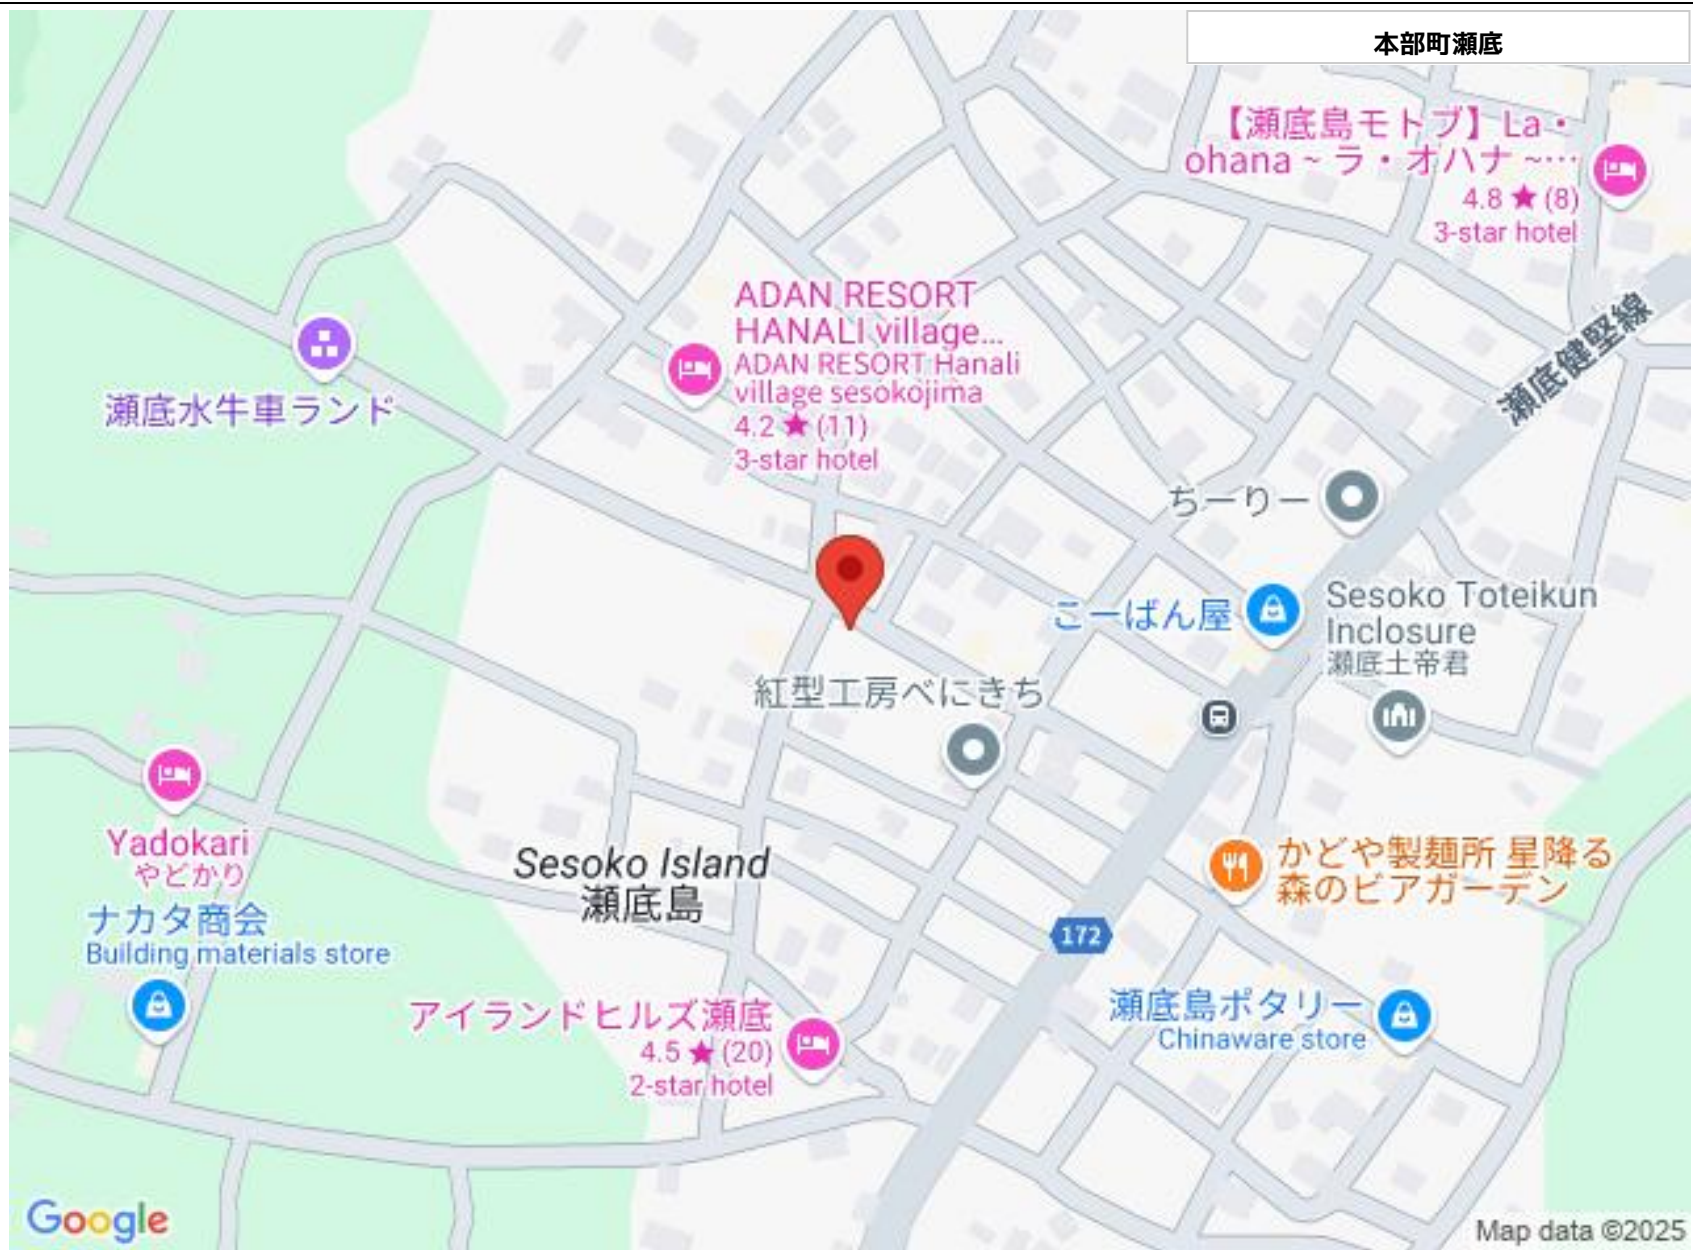 本部町瀬底
【瀬底島モトブ】La・
ohana ~ ラ・オハナ ~…
4.8 ★ (8)
3-star hotel
ADAN RESORT
HANALI village...
ADAN RESORT Hanali
village sesokojima
4.2 ★ (11)
3-star hotel
瀬底健堅線
瀬底水牛車ランド
ちーりー
こーばん屋
Sesoko Toteikun
Inclosure
瀬底土帝君
紅型工房べにきち
Yadokari
やどかり
Sesoko Island
瀬底島
かどや製麺所 星降る
森のビアガーデン
ナカタ商会
Building materials store
172
アイランドヒルズ瀬底
4.5 ★ (20)
2-star hotel
瀬底島ポタリー
Chinaware store
Google
Map data ©2025